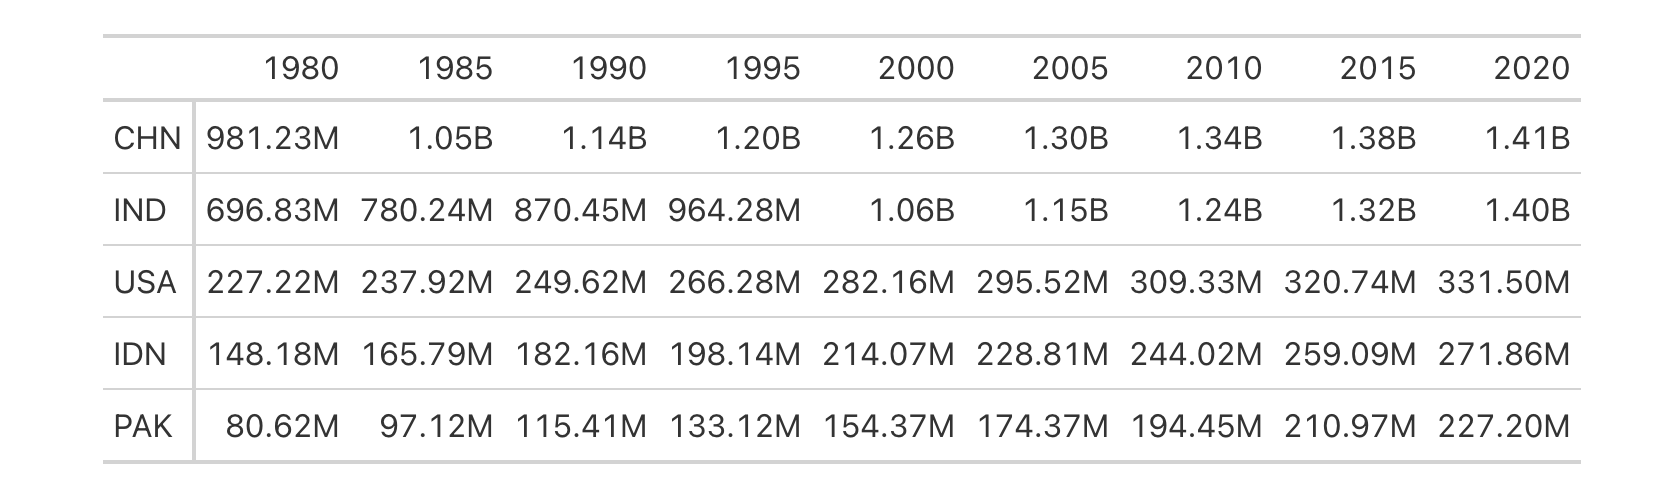 1980 1985 1990 1995 2000 2005 2010 2015 2020
CHN 981.23M 1.05B 1.14B 1.20B 1.26B 1.30B 1.34B 1.38B 1.41B
IND 696.83M 780.24M 870.45M 964.28M 1.06B 1.15B 1.24B 1.32B 1.40B
USA 227.22M 237.92M 249.62M 266.28M 282.16M 295.52M 309.33M 320.74M 331.50M
IDN 148.18M 165.79M 182.16M 198.14M 214.07M 228.81M 244.02M 259.09M 271.86M
PAK 80.62M 97.12M 115.41M 133.12M 154.37M 174.37M 194.45M 210.97M 227.20M